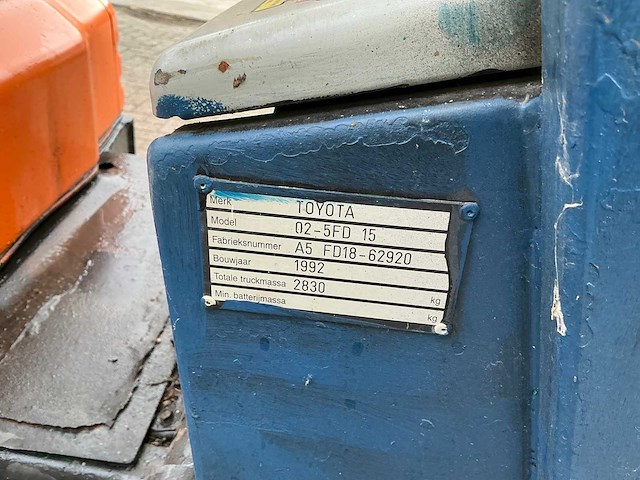 Merk TOYOTA
Model 02-5FD 15
Fabrieksnummer A5 FD18-62920
Bouwjaar 1992
Totale truckmassa 2830 kg
Min. batterijmassa kg